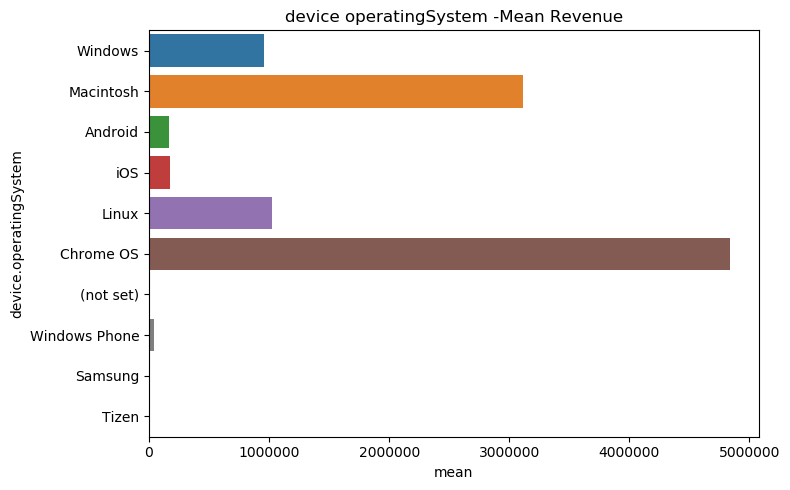 device operatingSystem -Mean Revenue
device.operatingSystem
Windows
Macintosh
Android
iOS
Linux
Chrome OS
(not set)
Windows Phone
Samsung
Tizen
0 1000000 2000000 3000000 4000000 5000000
mean